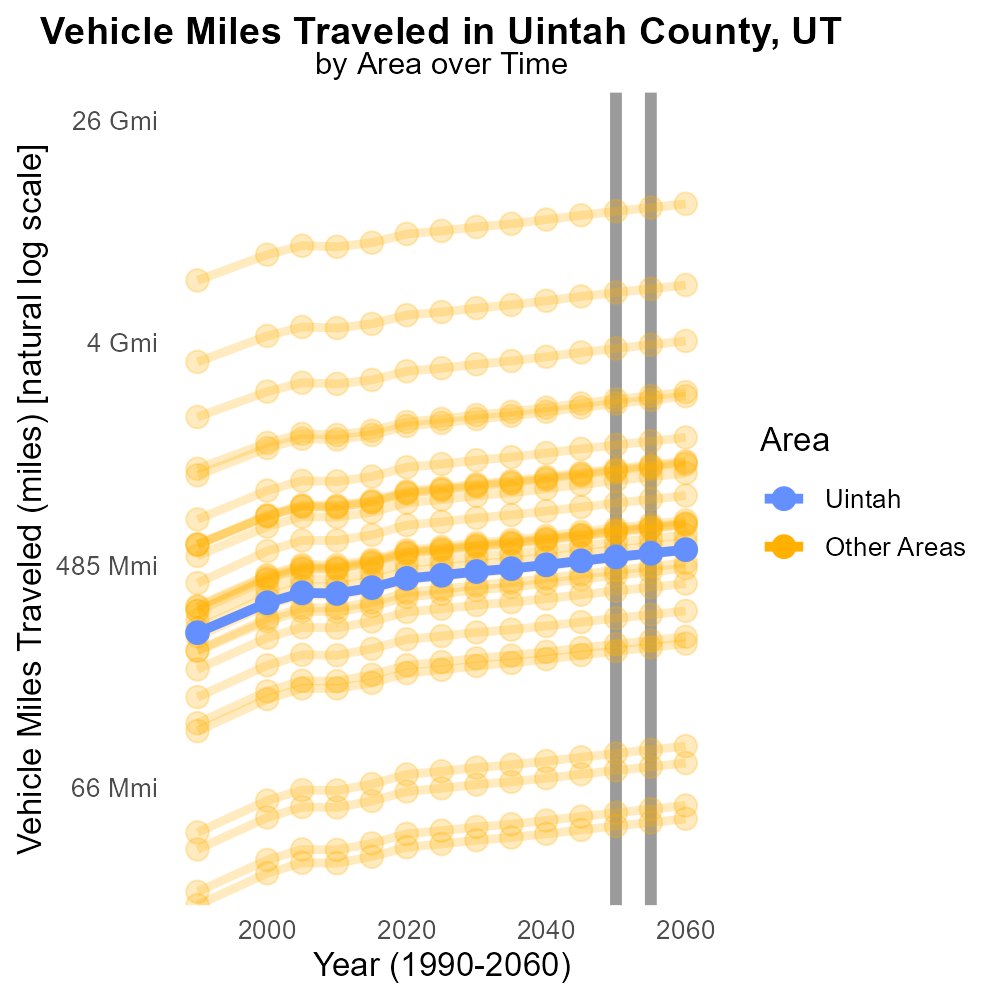 Vehicle Miles Traveled in Uintah County, UT
by Area over Time
Vehicle Miles Traveled (miles) [natural log scale]
26 Gmi
4 Gmi
485 Mmi
66 Mmi
2000
2020
2040
2060
Year (1990-2060)
Area
Uintah
Other Areas